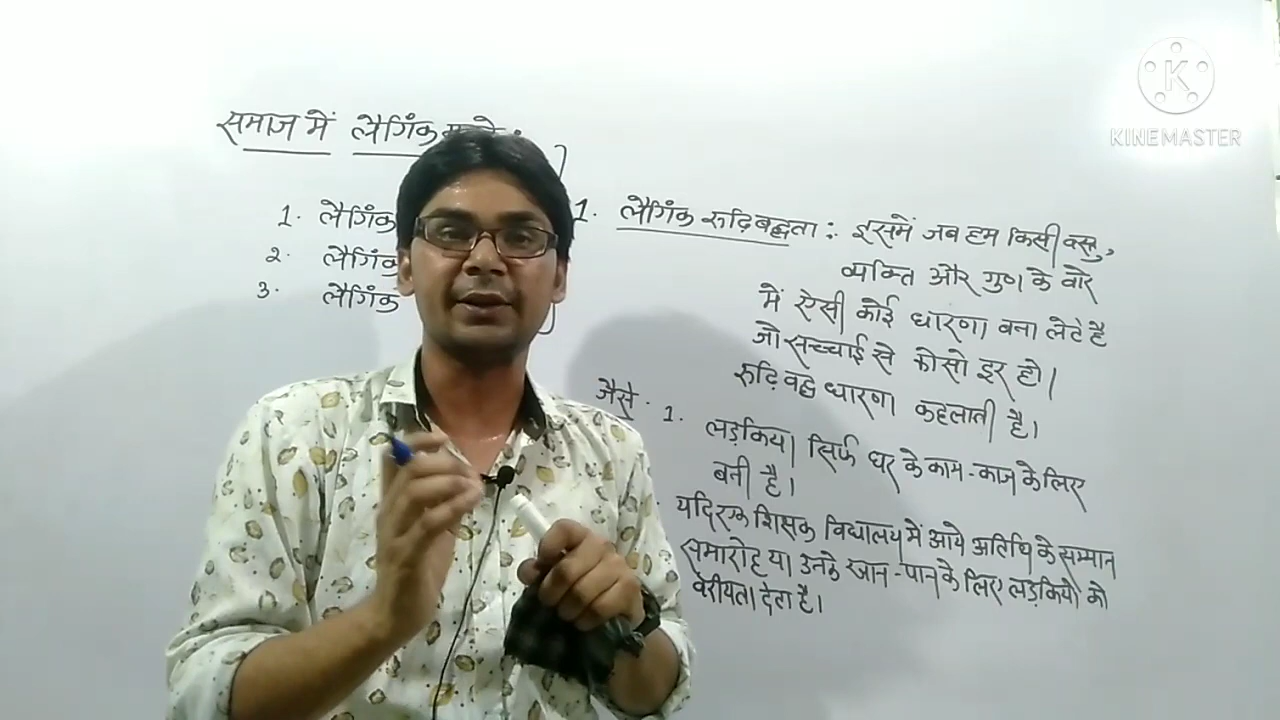 समाज में लैगिंक
1. लैगिंक
2. लैगिंक
3. लैगिंक
1. लैगिंक रुढ़िबद्धता : इसमें जब हम किसी वस्तु,
व्यक्ति और गुण के बारे
में ऐसी कोई धारणा बना लेते है
जो सच्चाई से कोसो दूर हो।
रुढ़िवद्ध धारणा कहलाती है।
जैसे - 1. लड़किया सिर्फ घर के काम-काज के लिए
बनी है।
यदि एक शिक्षक विद्यालय में आये अतिथि के सम्मान
समारोह या उनके खान-पान के लिए लड़कियों को
वरीयता देता है।
KINEMASTER